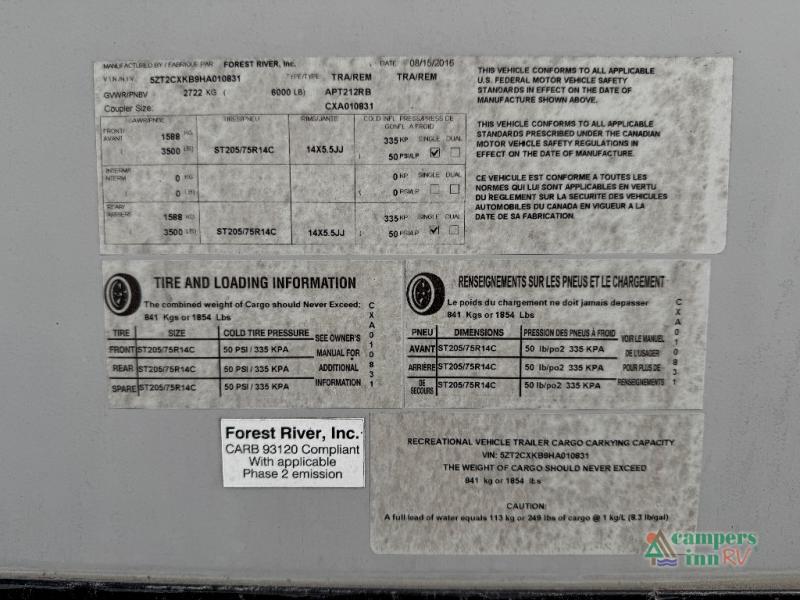 MANUFACTURED BY / FABRIQUE PAR FOREST RIVER, Inc. DATE 08/15/2016
V.I.N./N.I.V. 5ZT2CXKB9HA010831 TYPE/TYPE TRA/REM TRA/REM
GVWR/PNBV 2722 KG ( 6000 LB) APT212RB
Coupler Size: CXA010831
GAWR/PNBE TIRES/PNEU RIMS/JANTE COLD INFL PRESS/PRESS DE GONFL A FROID
FRONT/ AVANT 1588 KG 335 KP SINGLE DUAL
( 3500 LB) ST205/75R14C 14X5.5JJ ( 50 PSI/LP
INTERM/ INTERM 0 KG 0 KP SINGLE DUAL
( 0 LB) ( 0 PSI/LP
REAR/ ARRIERE 1588 KG 335 KP SINGLE DUAL
3500 LB) ST205/75R14C 14X5.5JJ ( 50 PSI/LP
THIS VEHICLE CONFORMS TO ALL APPLICABLE
U.S. FEDERAL MOTOR VEHICLE SAFETY
STANDARDS IN EFFECT ON THE DATE OF
MANUFACTURE SHOWN ABOVE.
THIS VEHICLE CONFORMS TO ALL APPLICABLE
STANDARDS PRESCRIBED UNDER THE CANADIAN
MOTOR VEHICLE SAFETY REGULATIONS IN
EFFECT ON THE DATE OF MANUFACTURE.
CE VEHICULE EST CONFORME A TOUTES LES
NORMES QUI LUI SONT APPLICABLES EN VERTU
DU REGLEMENT SUR LA SECURITE DES VEHICULES
AUTOMOBILES DU CANADA EN VIGUEUR A LA
DATE DE SA FABRICATION.
TIRE AND LOADING INFORMATION
The combined weight of Cargo should Never Exceed:
841 Kgs or 1854 Lbs
TIRE SIZE COLD TIRE PRESSURE
FRONT ST205/75R14C 50 PSI / 335 KPA
REAR ST205/75R14C 50 PSI / 335 KPA
SPARE ST205/75R14C 50 PSI / 335 KPA
SEE OWNER'S
MANUAL FOR
ADDITIONAL
INFORMATION
CXA010831
RENSEIGNEMENTS SUR LES PNEUS ET LE CHARGEMENT
Le poids du chargement ne doit jamais depasser
841 Kgs or 1854 Lbs
PNEU DIMENSIONS PRESSION DES PNEUS À FROID
AVANT ST205/75R14C 50 lb/po2 335 KPA
ARRIÈRE ST205/75R14C 50 lb/po2 335 KPA
DE SECOURS ST205/75R14C 50 lb/po2 335 KPA
VOIR LE MANUEL
DE L'USAGER
POUR PLUS DE
RENSEIGNEMENTS
CXA010831
Forest River, Inc.
CARB 93120 Compliant
With applicable
Phase 2 emission
RECREATIONAL VEHICLE TRAILER CARGO CARRYING CAPACITY
VIN: 5ZT2CXKB9HA010831
THE WEIGHT OF CARGO SHOULD NEVER EXCEED
841 kg or 1854 lbs
CAUTION:
A full load of water equals 113 kg or 249 lbs of cargo @ 1 kg/L (8.3 lb/gal)
campers
inn RV